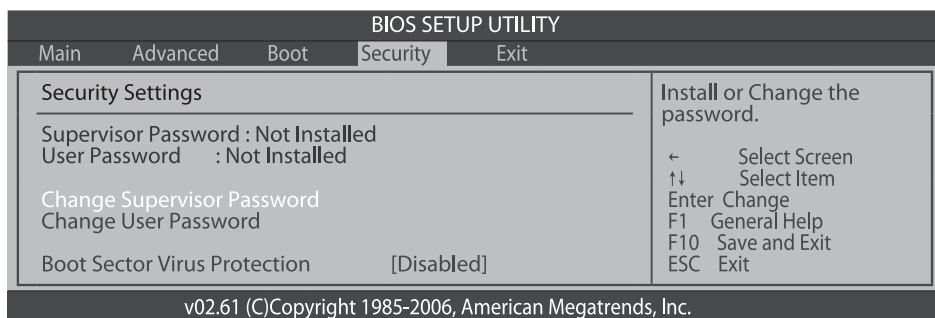 BIOS SETUP UTILITY
Main Advanced Boot Security Exit
Security Settings
Supervisor Password : Not Installed
User Password : Not Installed
Change Supervisor Password
Change User Password
Boot Sector Virus Protection [Disabled]
Install or Change the
password.
← Select Screen
↑↓ Select Item
Enter Change
F1 General Help
F10 Save and Exit
ESC Exit
v02.61 (C)Copyright 1985-2006, American Megatrends, Inc.